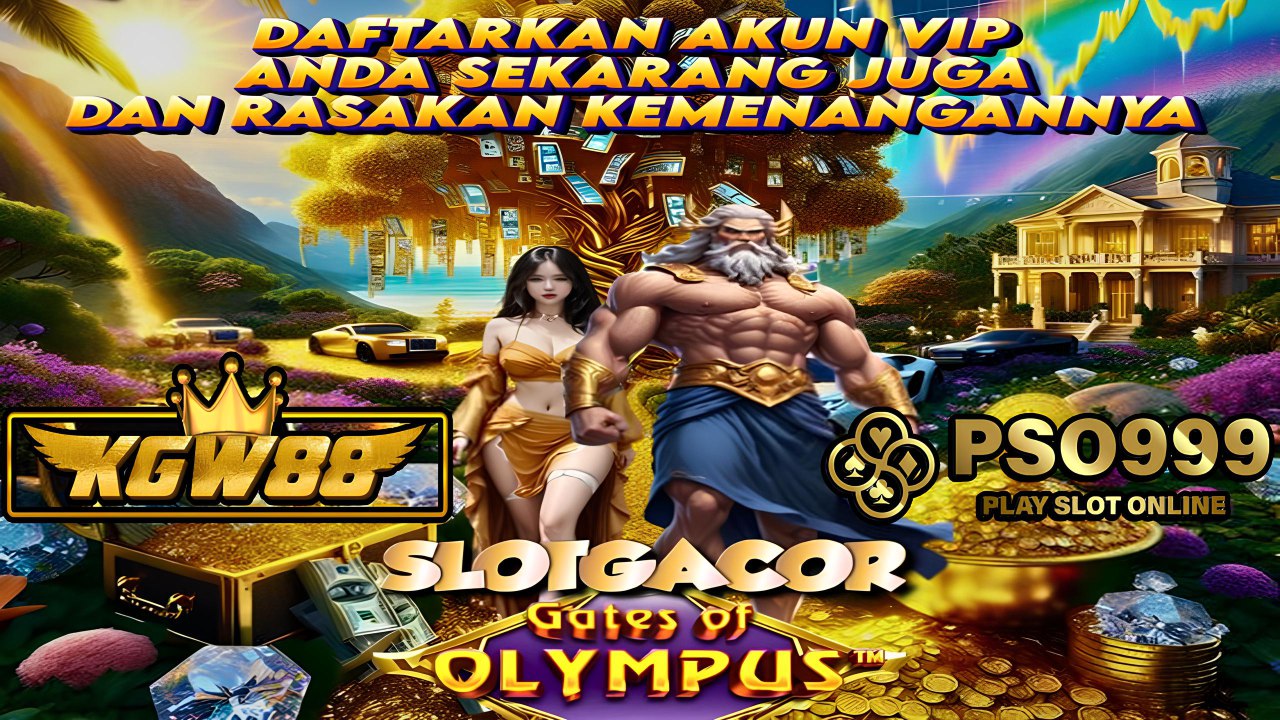 DAFTARKAN AKUN VIP
ANDA SEKARANG JUGA
DAN RASAKAN KEMENANGANNYA
KGW88
PSO999
PLAY SLOT ONLINE
SLOTGACOR
Gates of
OLYMPUS™